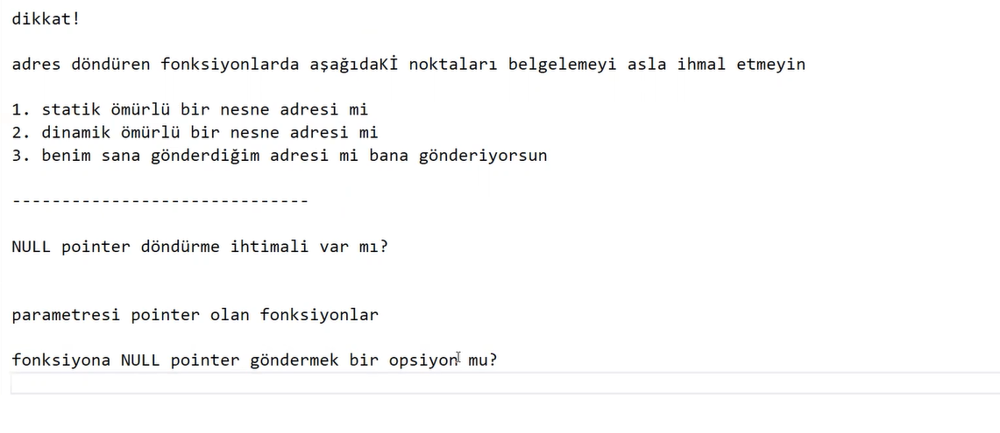 dikkat!
adres döndüren fonksiyonlarda aşağıdaKİ noktaları belgelemeyi asla ihmal etmeyin
1. statik ömürlü bir nesne adresi mi
2. dinamik ömürlü bir nesne adresi mi
3. benim sana gönderdiğim adresi mi bana gönderiyorsun
------------------------------
NULL pointer döndürme ihtimali var mı?
parametresi pointer olan fonksiyonlar
fonksiyona NULL pointer göndermek bir opsiyon mu?